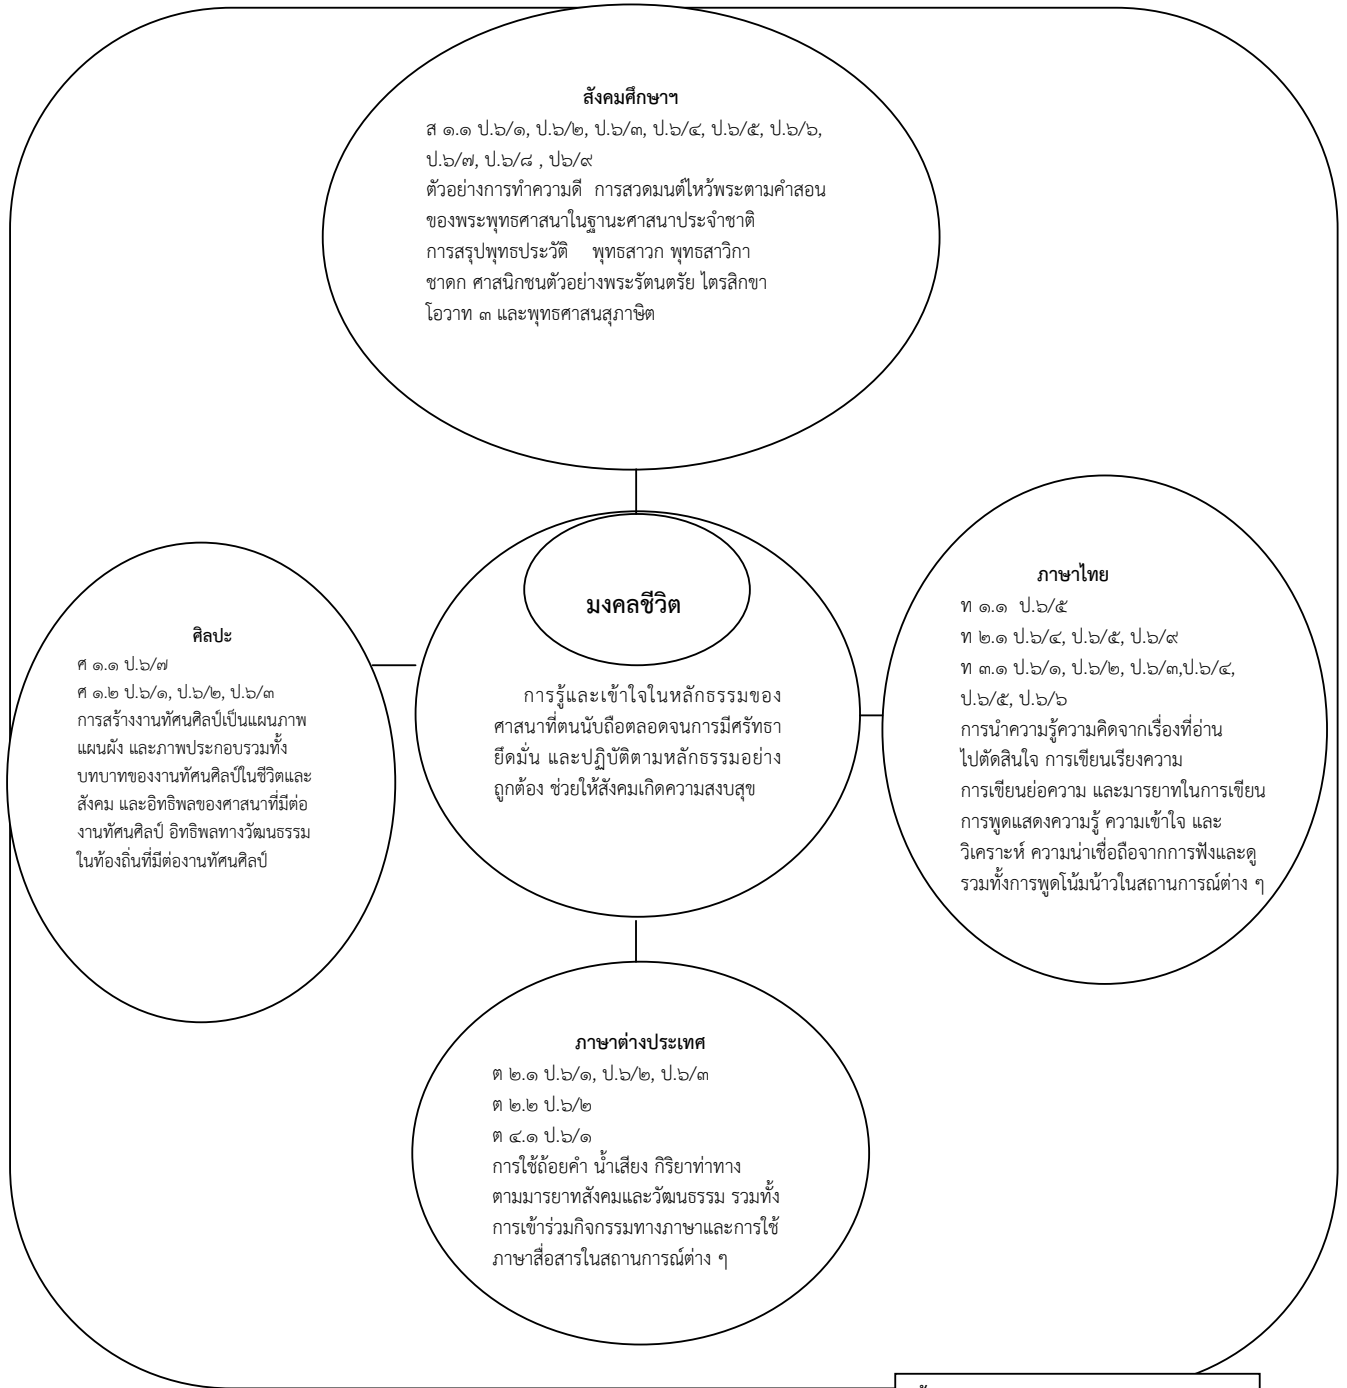 สังคมศึกษาฯ
ส ๑.๑ ป.๖/๑, ป.๖/๒, ป.๖/๓, ป.๖/๔, ป.๖/๕, ป.๖/๖,
ป.๖/๗, ป.๖/๘ , ป๖/๙
ตัวอย่างการทำความดี การสวดมนต์ไหว้พระตามคำสอน
ของพระพุทธศาสนาในฐานะศาสนาประจำชาติ
การสรุปพุทธประวัติ พุทธสาวก พุทธสาวิกา
ชาดก ศาสนิกชนตัวอย่างพระรัตนตรัย ไตรสิกขา
โอวาท ๓ และพุทธศาสนสุภาษิต
มงคลชีวิต
การรู้และเข้าใจในหลักธรรมของ
ศาสนาที่ตนนับถือตลอดจนการมีศรัทธา
ยึดมั่น และปฏิบัติตามหลักธรรมอย่าง
ถูกต้อง ช่วยให้สังคมเกิดความสงบสุข
ศิลปะ
ศ ๑.๑ ป.๖/๗
ศ ๑.๒ ป.๖/๑, ป.๖/๒, ป.๖/๓
การสร้างงานทัศนศิลป์เป็นแผนภาพ
แผนผัง และภาพประกอบรวมทั้ง
บทบาทของงานทัศนศิลป์ในชีวิตและ
สังคม และอิทธิพลของศาสนาที่มีต่อ
งานทัศนศิลป์ อิทธิพลทางวัฒนธรรม
ในท้องถิ่นที่มีต่องานทัศนศิลป์
ภาษาไทย
ท ๑.๑ ป.๖/๕
ท ๒.๑ ป.๖/๔, ป.๖/๕, ป.๖/๙
ท ๓.๑ ป.๖/๑, ป.๖/๒, ป.๖/๓,ป.๖/๔,
ป.๖/๕, ป.๖/๖
การนำความรู้ความคิดจากเรื่องที่อ่าน
ไปตัดสินใจ การเขียนเรียงความ
การเขียนย่อความ และมารยาทในการเขียน
การพูดแสดงความรู้ ความเข้าใจ และ
วิเคราะห์ ความน่าเชื่อถือจากการฟังและดู
รวมทั้งการพูดโน้มน้าวในสถานการณ์ต่าง ๆ
ภาษาต่างประเทศ
ต ๒.๑ ป.๖/๑, ป.๖/๒, ป.๖/๓
ต ๒.๒ ป.๖/๒
ต ๔.๑ ป.๖/๑
การใช้ถ้อยคำ น้ำเสียง กิริยาท่าทาง
ตามมารยาทสังคมและวัฒนธรรม รวมทั้ง
การเข้าร่วมกิจกรรมทางภาษาและการใช้
ภาษาสื่อสารในสถานการณ์ต่าง ๆ